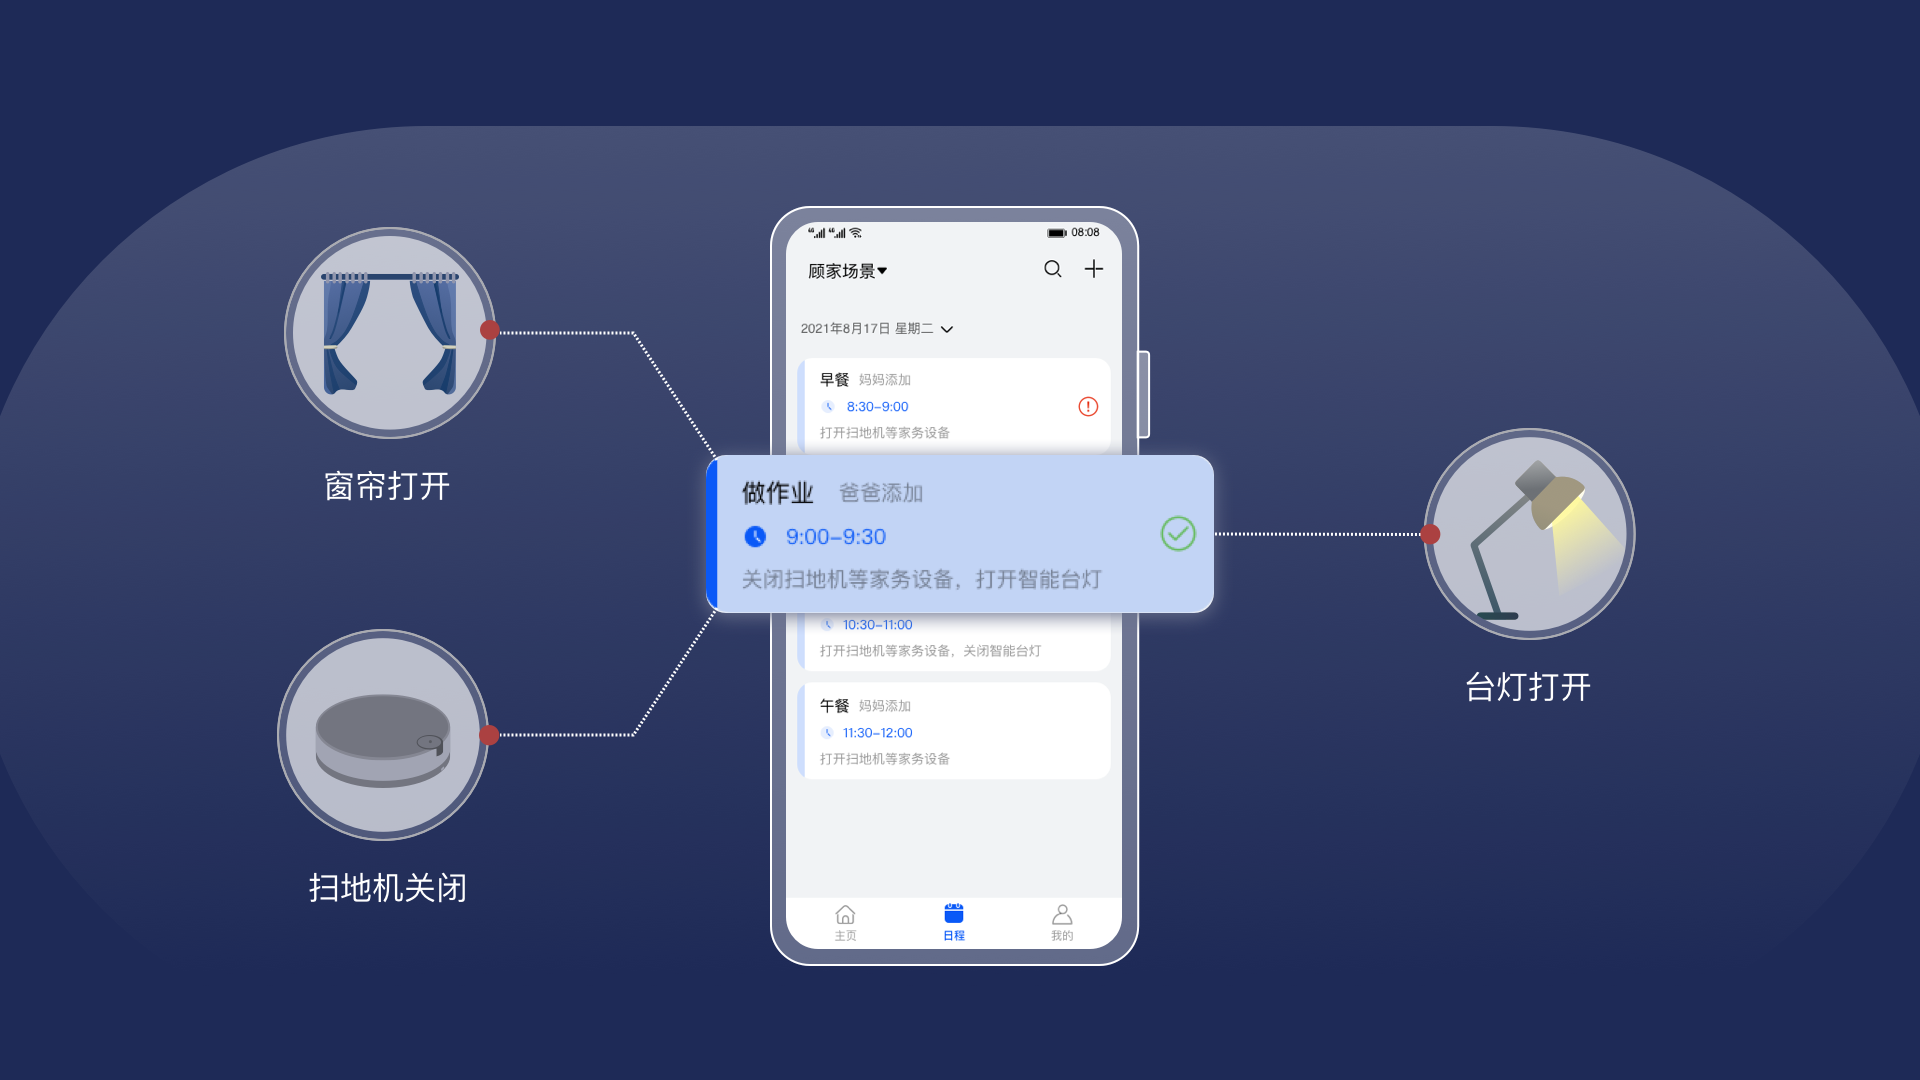 08:08
顾家场景
2021年8月17日 星期二
早餐 妈妈添加
8:30-9:00
打开扫地机等家务设备
做作业 爸爸添加
9:00-9:30
关闭扫地机等家务设备，打开智能台灯
10:30-11:00
打开扫地机等家务设备，关闭智能台灯
午餐 妈妈添加
11:30-12:00
打开扫地机等家务设备
主页 日程 我的
窗帘打开
扫地机关闭
台灯打开